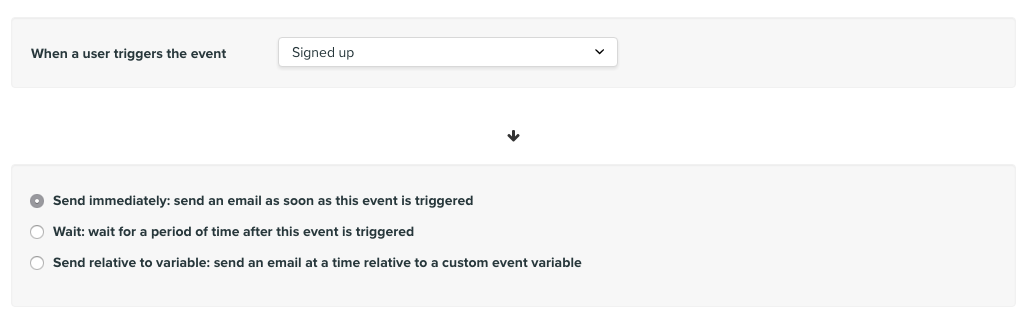 When a user triggers the event
Signed up
Send immediately: send an email as soon as this event is triggered
Wait: wait for a period of time after this event is triggered
Send relative to variable: send an email at a time relative to a custom event variable